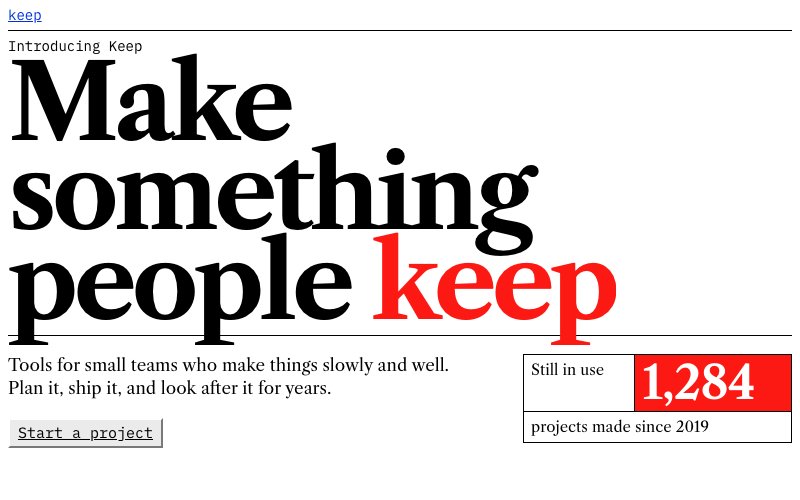 keep
Introducing Keep
Make
something
people keep
Tools for small teams who make things slowly and well.
Plan it, ship it, and look after it for years.
Start a project
Still in use
1,284
projects made since 2019